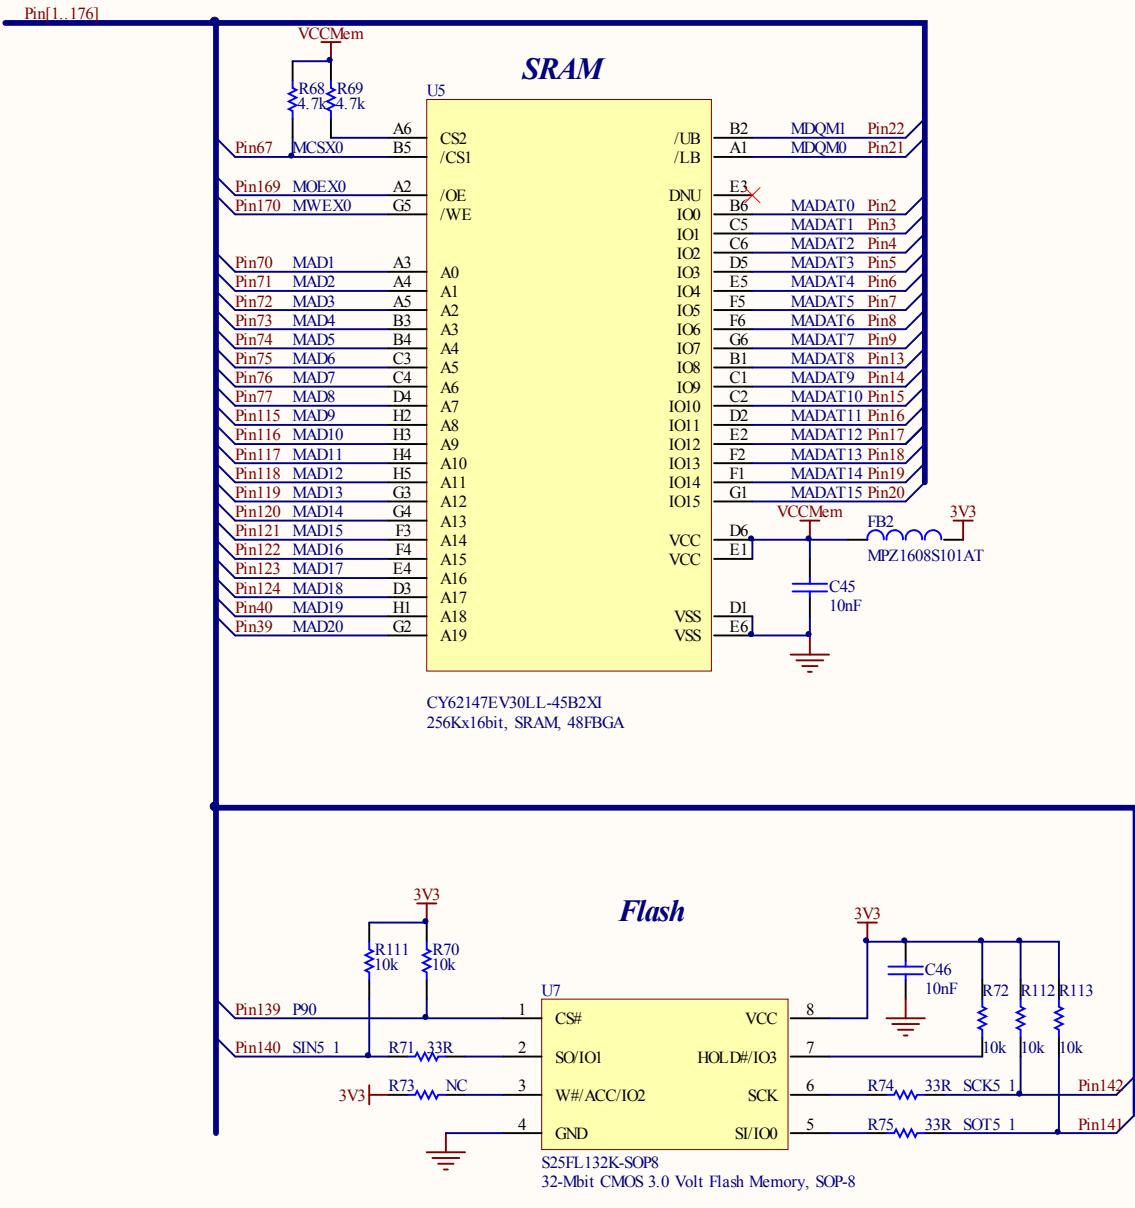 Pin[1..176]
VCCMem
SRAM
R68 R69
4.7k 4.7k
U5
A6 CS2 /UB B2 MDQM1 Pin22
Pin67 MCSX0 B5 /CS1 /LB A1 MDQM0 Pin21
Pin169 MOEX0 A2 /OE DNU E3
Pin170 MWEX0 G5 /WE IO0 B6 MADAT0 Pin2
IO1 C5 MADAT1 Pin3
IO2 C6 MADAT2 Pin4
Pin70 MAD1 A3 A0 IO3 D5 MADAT3 Pin5
Pin71 MAD2 A4 A1 IO4 E5 MADAT4 Pin6
Pin72 MAD3 A5 A2 IO5 F5 MADAT5 Pin7
Pin73 MAD4 B3 A3 IO6 F6 MADAT6 Pin8
Pin74 MAD5 B4 A4 IO7 G6 MADAT7 Pin9
Pin75 MAD6 C3 A5 IO8 B1 MADAT8 Pin13
Pin76 MAD7 C4 A6 IO9 C1 MADAT9 Pin14
Pin77 MAD8 D4 A7 IO10 C2 MADAT10 Pin15
Pin115 MAD9 H2 A8 IO11 D2 MADAT11 Pin16
Pin116 MAD10 H3 A9 IO12 E2 MADAT12 Pin17
Pin117 MAD11 H4 A10 IO13 F2 MADAT13 Pin18
Pin118 MAD12 H5 A11 IO14 F1 MADAT14 Pin19
Pin119 MAD13 G3 A12 IO15 G1 MADAT15 Pin20
Pin120 MAD14 G4 A13 VCCMem FB2 3V3
Pin121 MAD15 F3 A14 VCC D6
Pin122 MAD16 F4 A15 VCC E1 MPZ1608S101AT
Pin123 MAD17 E4 A16
Pin124 MAD18 D3 A17 C45
Pin40 MAD19 H1 A18 VSS D1 10nF
Pin39 MAD20 G2 A19 VSS E6
CY62147EV30LL-45B2XI
256Kx16bit, SRAM, 48FBGA
3V3 Flash 3V3
R111 R70
10k 10k
C46
10nF
U7 R72 R112 R113
Pin139 P90 1 CS# VCC 8
10k 10k 10k
Pin140 SIN5_1 R71 33R 2 SO/IO1 HOLD#/IO3 7
3V3 R73 NC 3 W#/ACC/IO2 SCK 6 R74 33R SCK5_1 Pin142
4 GND SI/IO0 5 R75 33R SOT5_1 Pin141
S25FL132K-SOP8
32-Mbit CMOS 3.0 Volt Flash Memory, SOP-8